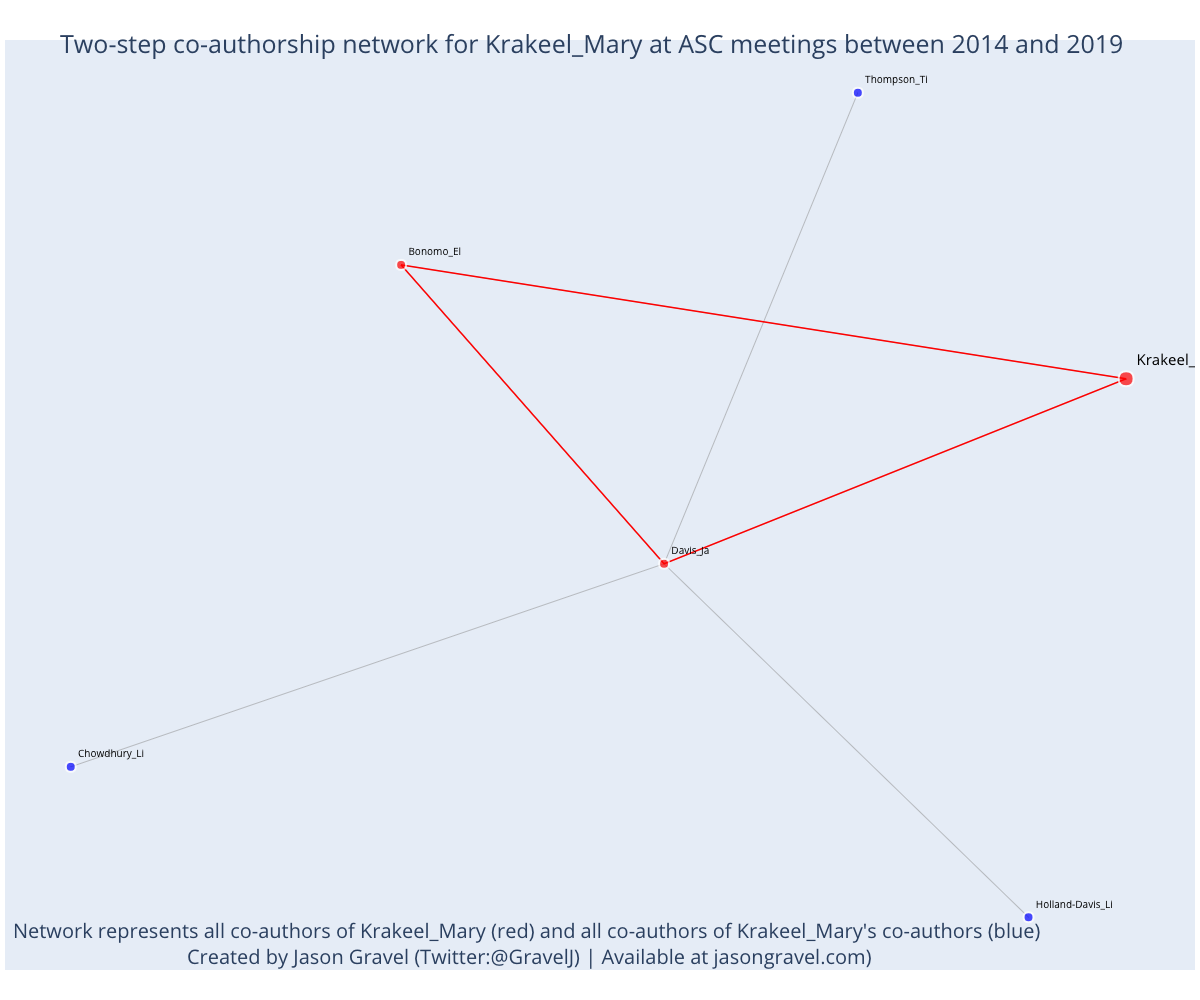 Two-step co-authorship network for Krakeel_Mary at ASC meetings between 2014 and 2019
Thompson_Ti
Bonomo_El
Krakeel_
Davis_Ja
Chowdhury_Li
Holland-Davis_Li
Network represents all co-authors of Krakeel_Mary (red) and all co-authors of Krakeel_Mary's co-authors (blue)
Created by Jason Gravel (Twitter:@GravelJ) | Available at jasongravel.com)